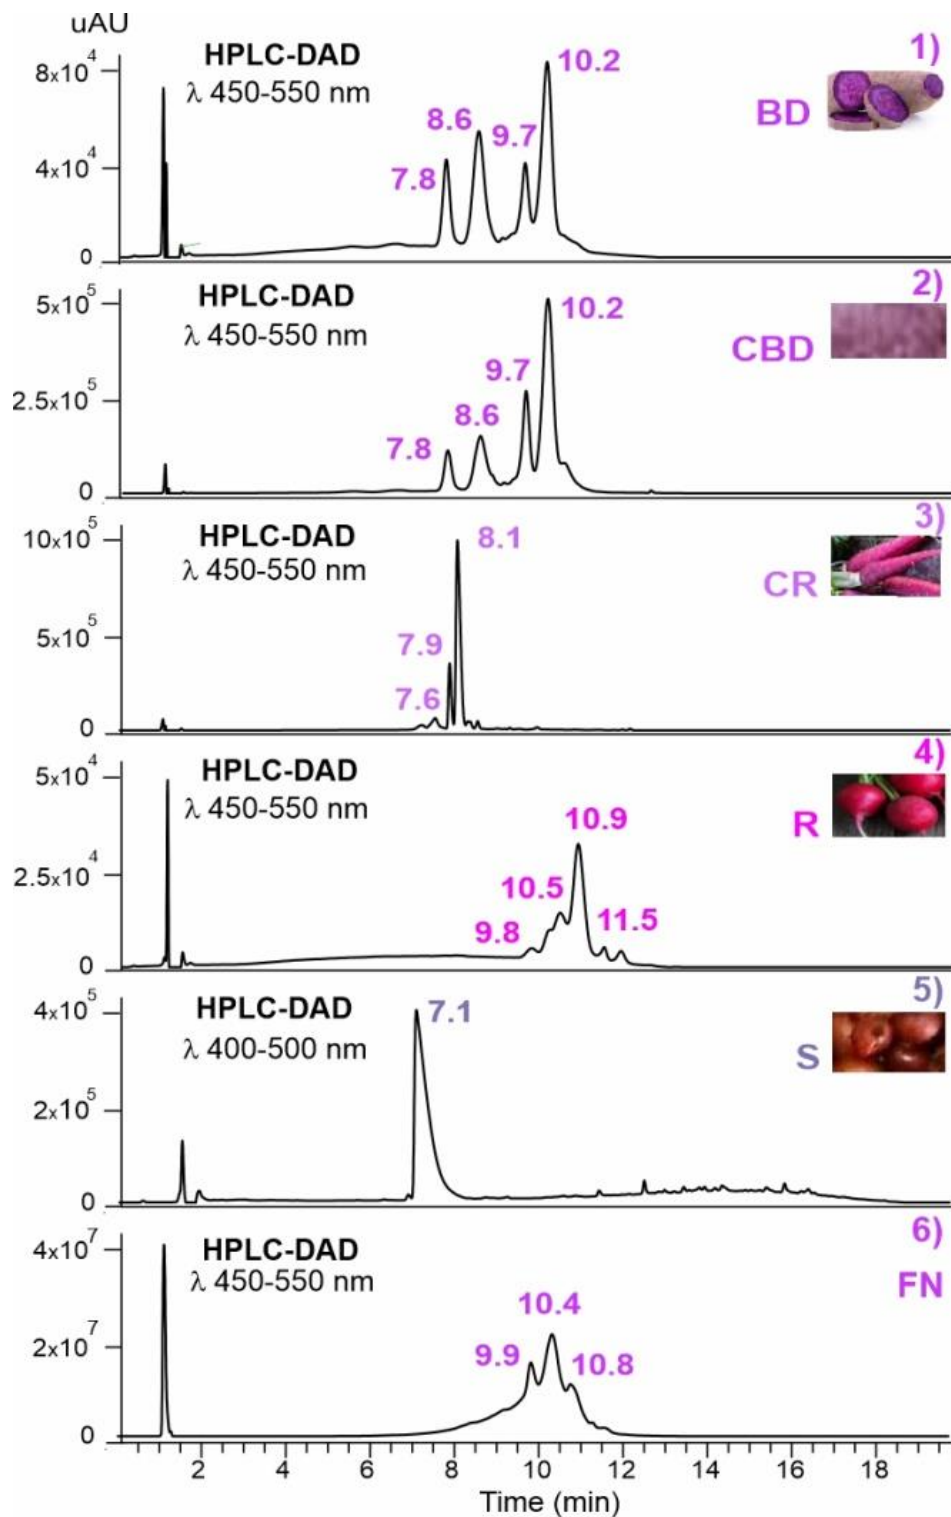 uAU
HPLC-DAD
λ 450-550 nm
1)
BD
8x10⁴
4x10⁴
0
7.8
8.6
9.7
10.2
HPLC-DAD
λ 450-550 nm
2)
CBD
5x10⁵
2.5x10⁵
0
7.8
8.6
9.7
10.2
HPLC-DAD
λ 450-550 nm
3)
CR
10x10⁵
5x10⁵
0
7.6
7.9
8.1
HPLC-DAD
λ 450-550 nm
4)
R
5x10⁴
2.5x10⁴
0
9.8
10.5
10.9
11.5
HPLC-DAD
λ 400-500 nm
5)
S
4x10⁵
2x10⁵
0
7.1
HPLC-DAD
λ 450-550 nm
6)
FN
4x10⁷
2x10⁷
0
9.9
10.4
10.8
2 4 6 8 10 12 14 16 18
Time (min)